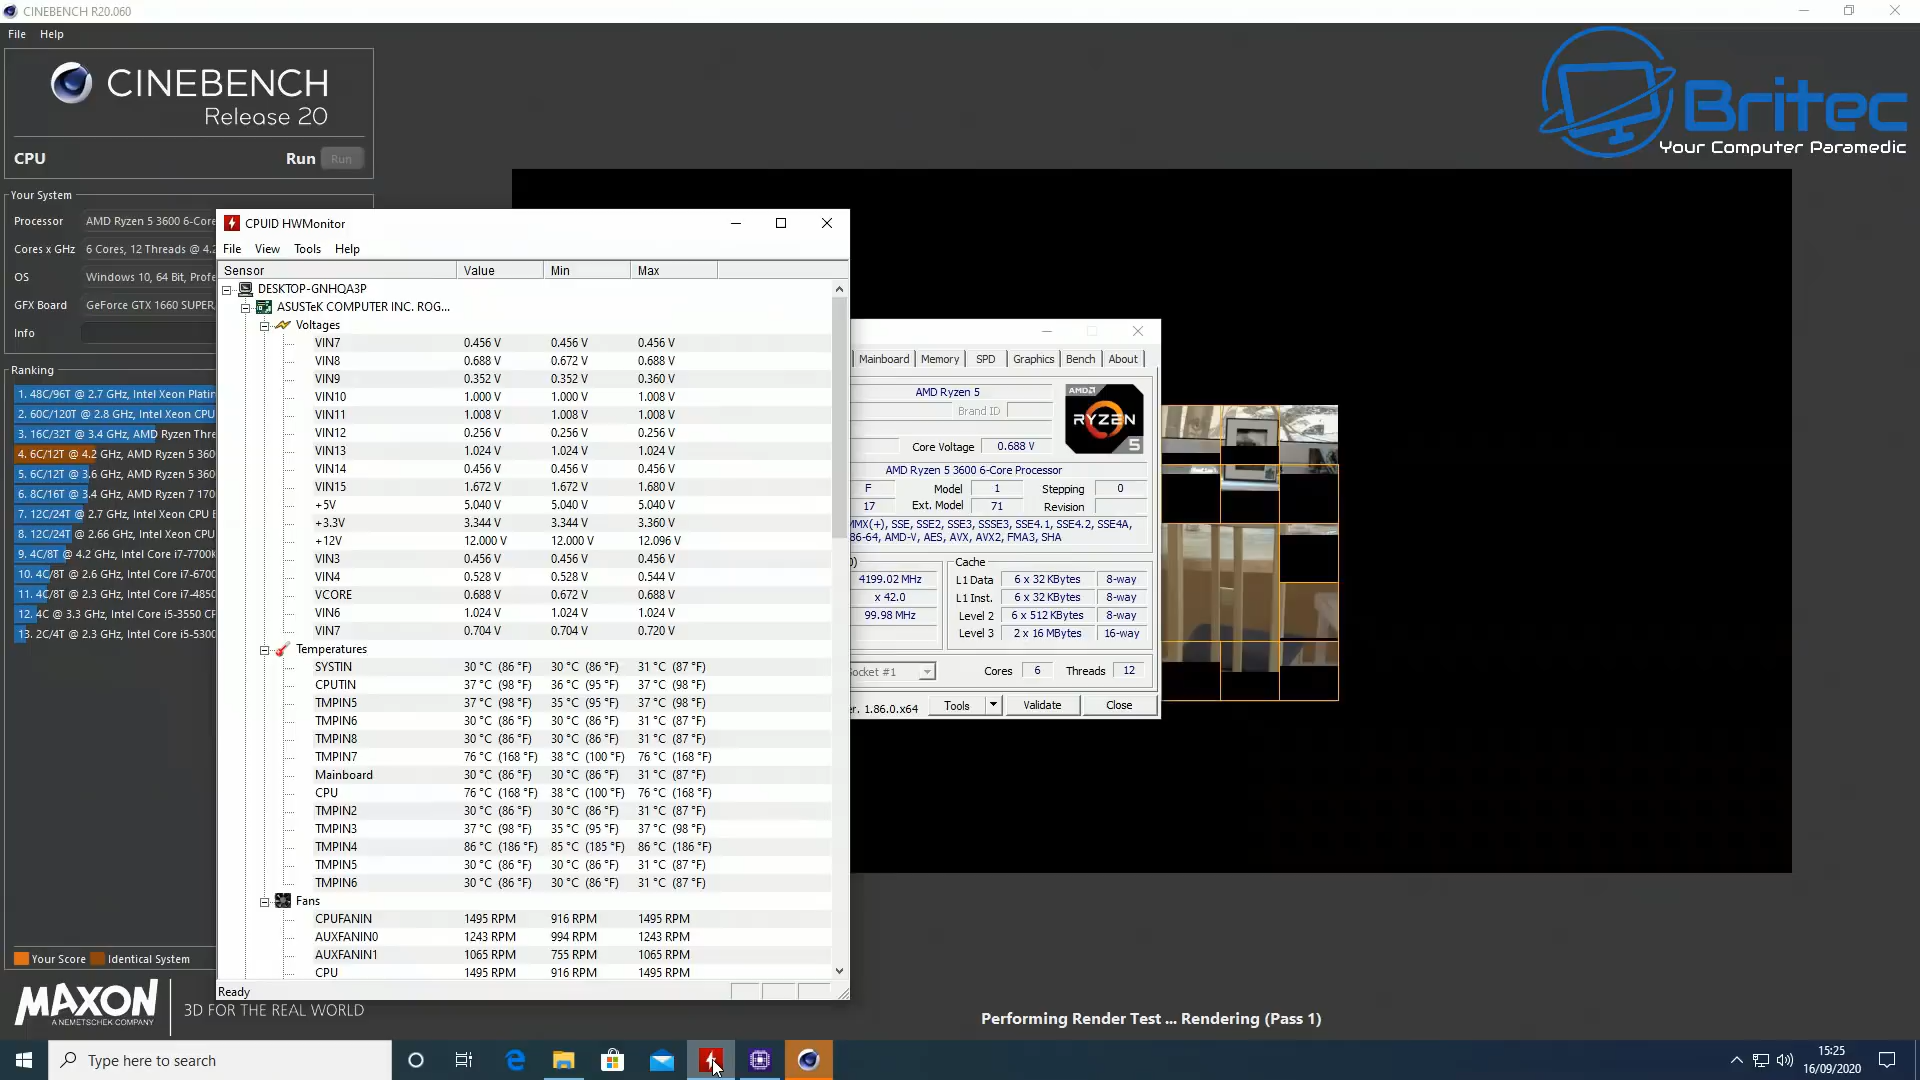 CINEBENCH R20.060
File Help
CINEBENCH
Release 20
CPU Run Run
Your System
Processor AMD Ryzen 5 3600 6-Core
Cores x GHz 6 Cores, 12 Threads @ 4.2
OS Windows 10, 64 Bit, Profe
GFX Board GeForce GTX 1660 SUPER
Info
Ranking
1. 48C/96T @ 2.7 GHz, Intel Xeon Platin
2. 60C/120T @ 2.8 GHz, Intel Xeon CPU
3. 16C/32T @ 3.4 GHz, AMD Ryzen Thre
4. 6C/12T @ 4.2 GHz, AMD Ryzen 5 360
5. 6C/12T @ 3.6 GHz, AMD Ryzen 5 360
6. 8C/16T @ 3.4 GHz, AMD Ryzen 7 170
7. 12C/24T @ 2.7 GHz, Intel Xeon CPU E
8. 12C/24T @ 2.66 GHz, Intel Xeon CPU
9. 4C/8T @ 4.2 GHz, Intel Core i7-7700K
10. 4C/8T @ 2.6 GHz, Intel Core i7-6700
11. 4C/8T @ 2.3 GHz, Intel Core i7-4850
12. 4C @ 3.3 GHz, Intel Core i5-3550 CP
13. 2C/4T @ 2.3 GHz, Intel Core i5-5300
Your Score Identical System
MAXON
A NEMETSCHEK COMPANY
3D FOR THE REAL WORLD
Britec
Your Computer Paramedic
CPUID HWMonitor
File View Tools Help
Sensor Value Min Max
DESKTOP-GNHQA3P
ASUSTeK COMPUTER INC. ROG...
Voltages
VIN7 0.456 V 0.456 V 0.456 V
VIN8 0.688 V 0.672 V 0.688 V
VIN9 0.352 V 0.352 V 0.360 V
VIN10 1.000 V 1.000 V 1.008 V
VIN11 1.008 V 1.008 V 1.008 V
VIN12 0.256 V 0.256 V 0.256 V
VIN13 1.024 V 1.024 V 1.024 V
VIN14 0.456 V 0.456 V 0.456 V
VIN15 1.672 V 1.672 V 1.680 V
+5V 5.040 V 5.040 V 5.040 V
+3.3V 3.344 V 3.344 V 3.360 V
+12V 12.000 V 12.000 V 12.096 V
VIN3 0.456 V 0.456 V 0.456 V
VIN4 0.528 V 0.528 V 0.544 V
VCORE 0.688 V 0.672 V 0.688 V
VIN6 1.024 V 1.024 V 1.024 V
VIN7 0.704 V 0.704 V 0.720 V
Temperatures
SYSTIN 30 °C (86 °F) 30 °C (86 °F) 31 °C (87 °F)
CPUTIN 37 °C (98 °F) 36 °C (95 °F) 37 °C (98 °F)
TMPIN5 37 °C (98 °F) 35 °C (95 °F) 37 °C (98 °F)
TMPIN6 30 °C (86 °F) 30 °C (86 °F) 31 °C (87 °F)
TMPIN8 30 °C (86 °F) 30 °C (86 °F) 31 °C (87 °F)
TMPIN7 76 °C (168 °F) 38 °C (100 °F) 76 °C (168 °F)
Mainboard 30 °C (86 °F) 30 °C (86 °F) 31 °C (87 °F)
CPU 76 °C (168 °F) 38 °C (100 °F) 76 °C (168 °F)
TMPIN2 30 °C (86 °F) 30 °C (86 °F) 31 °C (87 °F)
TMPIN3 37 °C (98 °F) 35 °C (95 °F) 37 °C (98 °F)
TMPIN4 86 °C (186 °F) 85 °C (185 °F) 86 °C (186 °F)
TMPIN5 30 °C (86 °F) 30 °C (86 °F) 31 °C (87 °F)
TMPIN6 30 °C (86 °F) 30 °C (86 °F) 31 °C (87 °F)
Fans
CPUFANIN 1495 RPM 916 RPM 1495 RPM
AUXFANIN0 1243 RPM 994 RPM 1243 RPM
AUXFANIN1 1065 RPM 755 RPM 1065 RPM
CPU 1495 RPM 916 RPM 1495 RPM
Ready
Mainboard Memory SPD Graphics Bench About
AMD Ryzen 5
Brand ID
AMD
RYZEN
5
Core Voltage 0.688 V
AMD Ryzen 5 3600 6-Core Processor
F Model 1 Stepping 0
17 Ext. Model 71 Revision
MMX(+), SSE, SSE2, SSE3, SSSE3, SSE4.1, SSE4.2, SSE4A,
86-64, AMD-V, AES, AVX, AVX2, FMA3, SHA
0) Cache
4199.02 MHz L1 Data 6 x 32 KBytes 8-way
x 42.0 L1 Inst. 6 x 32 KBytes 8-way
99.98 MHz Level 2 6 x 512 KBytes 8-way
Level 3 2 x 16 MBytes 16-way
ocket #1 Cores 6 Threads 12
er. 1.86.0.x64 Tools Validate Close
Performing Render Test ... Rendering (Pass 1)
Type here to search
15:25
16/09/2020